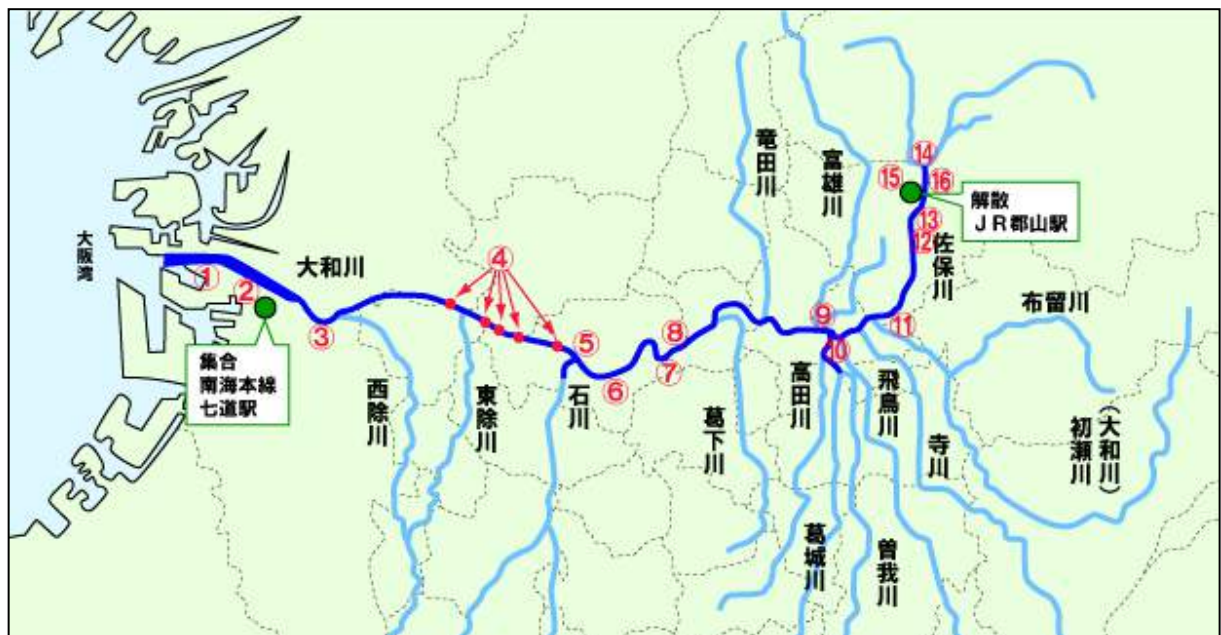 大阪湾
①
②
集合
南海本線
七道駅
大和川
③
西除川
④
東除川
⑤
石川
⑥
⑦
⑧
葛下川
竜田川
富雄川
⑨
⑩
高田川
葛城川
曽我川
飛鳥川
寺川
⑪
佐保川
⑫
⑬
⑭
⑮
⑯
解散
JR郡山駅
布留川
初瀬川
(大和川)